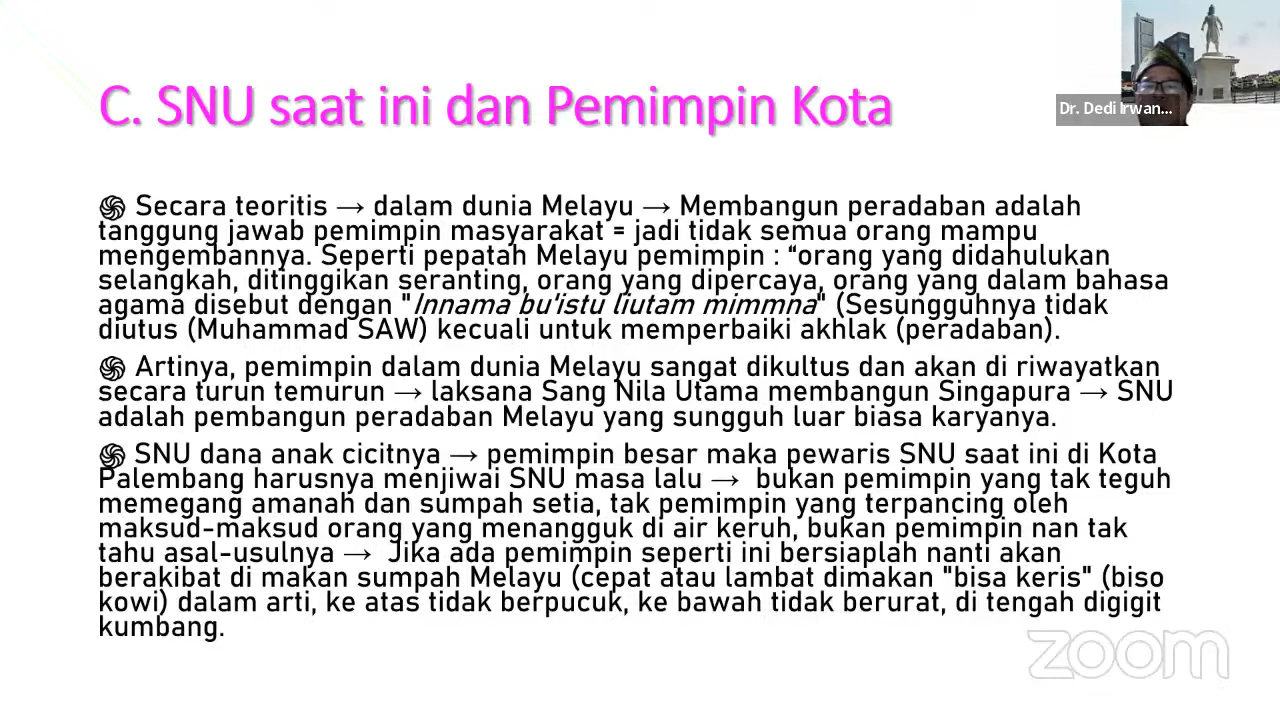 C. SNU saat ini dan Pemimpin Kota
Dr. Dedi Irwan...
Secara teoritis → dalam dunia Melayu → Membangun peradaban adalah
tanggung jawab pemimpin masyarakat = jadi tidak semua orang mampu
mengembannya. Seperti pepatah Melayu pemimpin : “orang yang didahulukan
selangkah, ditinggikan seranting, orang yang dipercaya, orang yang dalam bahasa
agama disebut dengan "Innama bu'istu liutam mimmna" (Sesungguhnya tidak
diutus (Muhammad SAW) kecuali untuk memperbaiki akhlak (peradaban).
Artinya, pemimpin dalam dunia Melayu sangat dikultus dan akan di riwayatkan
secara turun temurun → laksana Sang Nila Utama membangun Singapura → SNU
adalah pembangun peradaban Melayu yang sungguh luar biasa karyanya.
SNU dana anak cicitnya → pemimpin besar maka pewaris SNU saat ini di Kota
Palembang harusnya menjiwai SNU masa lalu → bukan pemimpin yang tak teguh
memegang amanah dan sumpah setia, tak pemimpin yang terpancing oleh
maksud-maksud orang yang menangguk di air keruh, bukan pemimpin nan tak
tahu asal-usulnya → Jika ada pemimpin seperti ini bersiaplah nanti akan
berakibat di makan sumpah Melayu (cepat atau lambat dimakan "bisa keris" (biso
kowi) dalam arti, ke atas tidak berpucuk, ke bawah tidak berurat, di tengah digigit
kumbang.
zoom